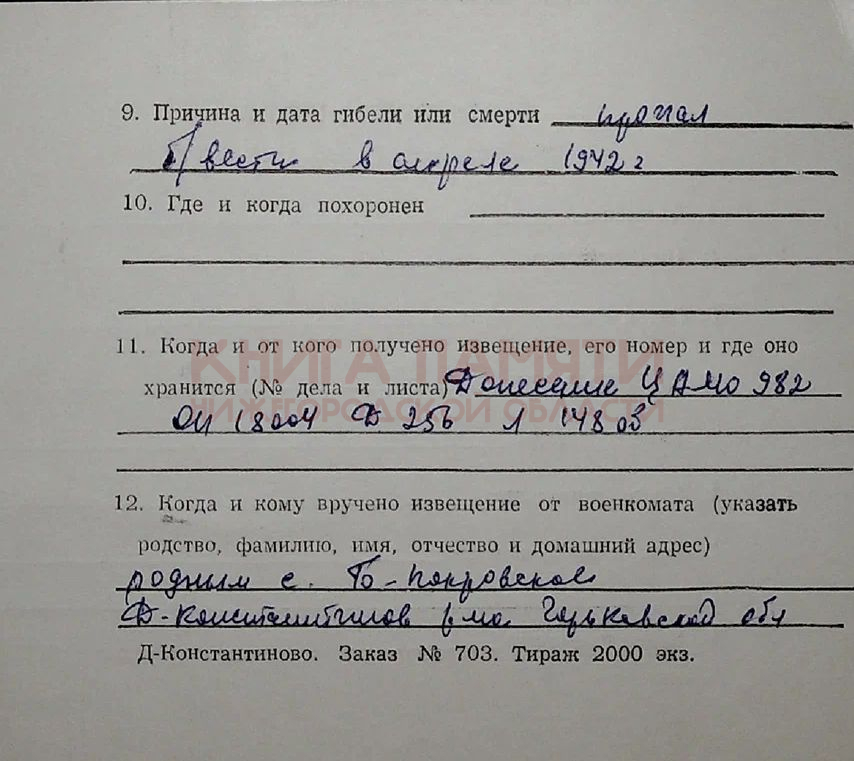 9. Причина и дата гибели или смерти пропал
б/вести в апреле 1942 г
10. Где и когда похоронен
11. Когда и от кого получено извещение, его номер и где оно
хранится (№ дела и листа) Донесение ЦАМО 982
ОП 18004 Д 256 л 148 об
КНИГА ПАМЯТИ
НИЖЕГОРОДСКОЙ ОБЛАСТИ
12. Когда и кому вручено извещение от военкомата (указать
родство, фамилию, имя, отчество и домашний адрес)
родным с. Б-Покровское
Д-Константинов р-на Горьковской обл
Д-Константиново. Заказ № 703. Тираж 2000 экз.